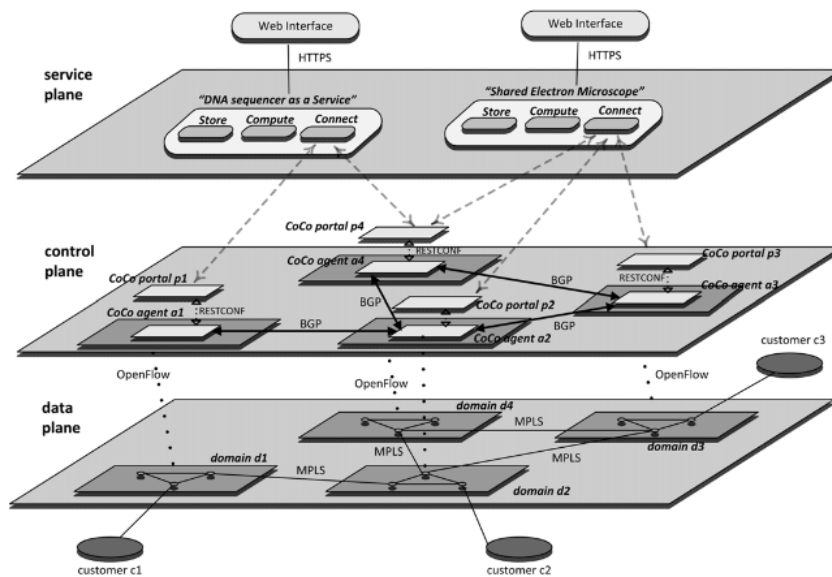 Web Interface
Web Interface
HTTPS
HTTPS
service
plane
"DNA sequencer as a Service"
"Shared Electron Microscope"
Store
Compute
Connect
Store
Compute
Connect
CoCo portal p4
control
plane
RESTCONF
CoCo portal p3
CoCo agent a4
CoCo portal p1
RESTCONF
CoCo agent a3
BGP
CoCo portal p2
CoCo agent a1
RESTCONF
BGP
BGP
BGP
CoCo agent a2
customer c3
OpenFlow
OpenFlow
OpenFlow
data
plane
domain d4
MPLS
domain d3
MPLS
MPLS
domain d1
MPLS
domain d2
customer c1
customer c2